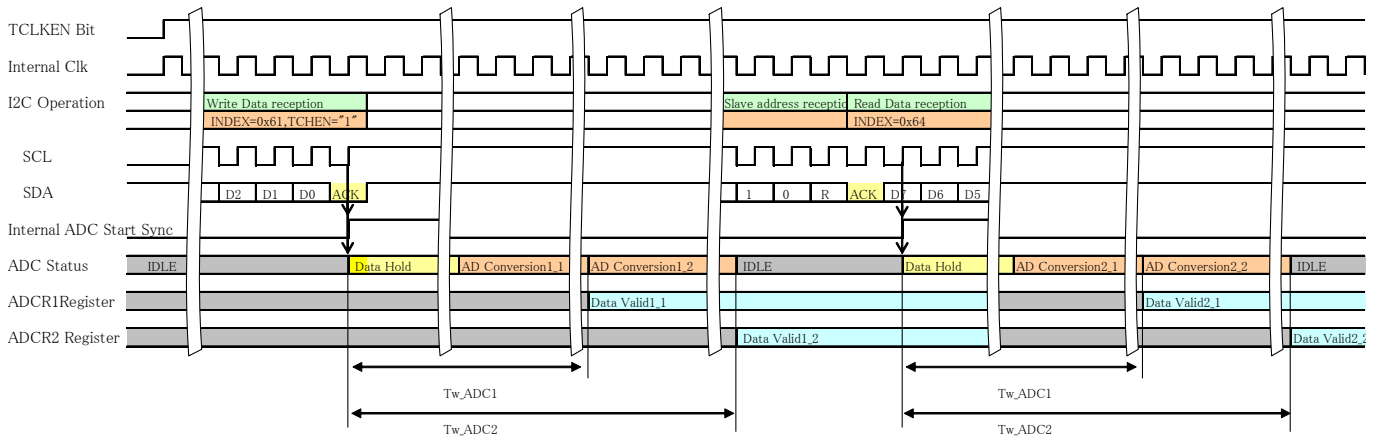 TCLKEN Bit
Internal Clk
I2C Operation
Write Data reception
Slave address receptio
Read Data reception
INDEX=0x61,TCHEN="1"
INDEX=0x64
SCL
SDA
D2 D1 D0 ACK
1 0 R ACK D7 D6 D5
Internal ADC Start Sync
ADC Status
IDLE
Data Hold
AD Conversion1_1
AD Conversion1_2
IDLE
Data Hold
AD Conversion2_1
AD Conversion2_2
IDLE
ADCR1Register
Data Valid1_1
Data Valid2_1
ADCR2 Register
Data Valid1_2
Data Valid2_2
Tw_ADC1
Tw_ADC1
Tw_ADC2
Tw_ADC2